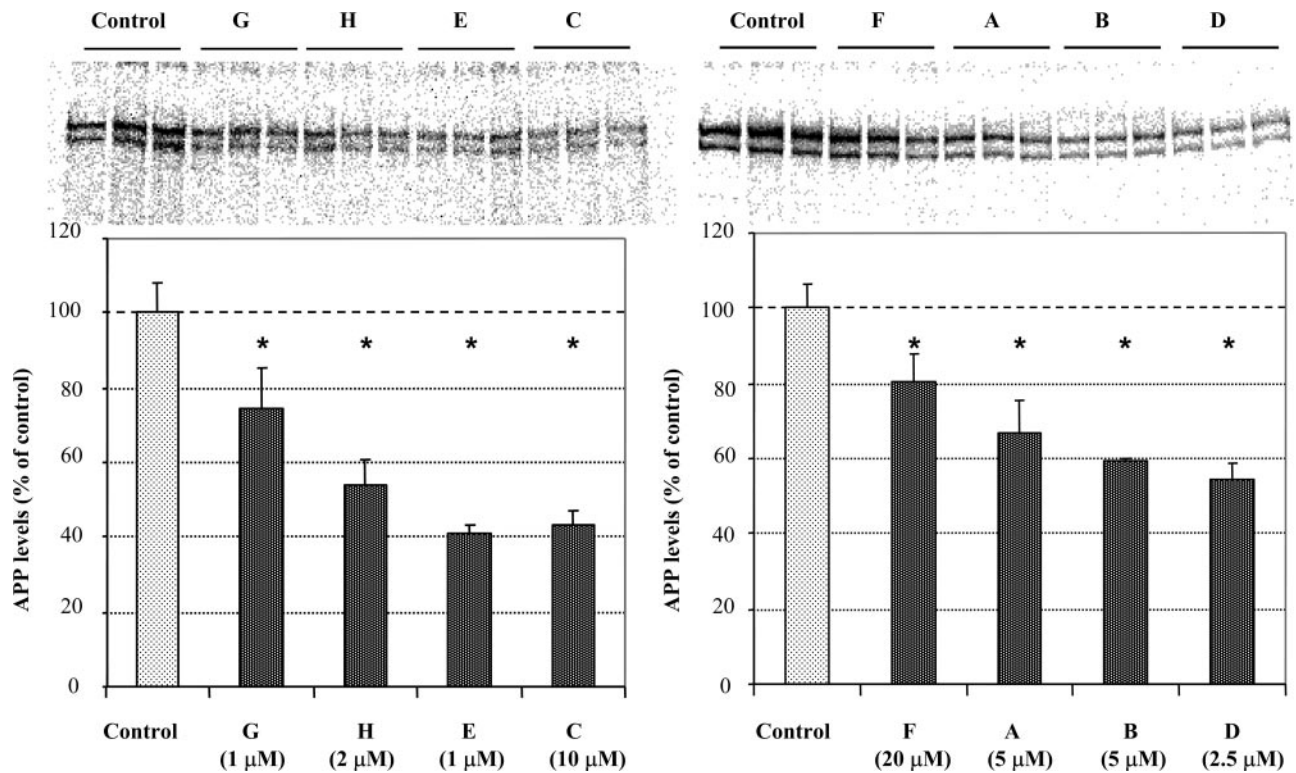 Control G H E C
120
100
80
60
40
20
0
APP levels (% of control)
* * * *
Control G H E C
(1 μM) (2 μM) (1 μM) (10 μM)
Control F A B D
120
100
80
60
40
20
0
APP levels (% of control)
* * * *
Control F A B D
(20 μM) (5 μM) (5 μM) (2.5 μM)